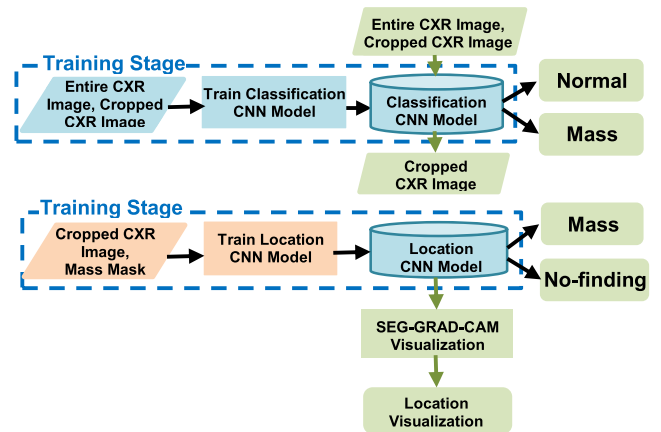 Entire CXR Image,
Cropped CXR Image
Training Stage
Entire CXR
Image, Cropped
CXR Image
Train Classification
CNN Model
Classification
CNN Model
Normal
Mass
Cropped
CXR Image
Training Stage
Cropped CXR
Image,
Mass Mask
Train Location
CNN Model
Location
CNN Model
Mass
No-finding
SEG-GRAD-CAM
Visualization
Location
Visualization